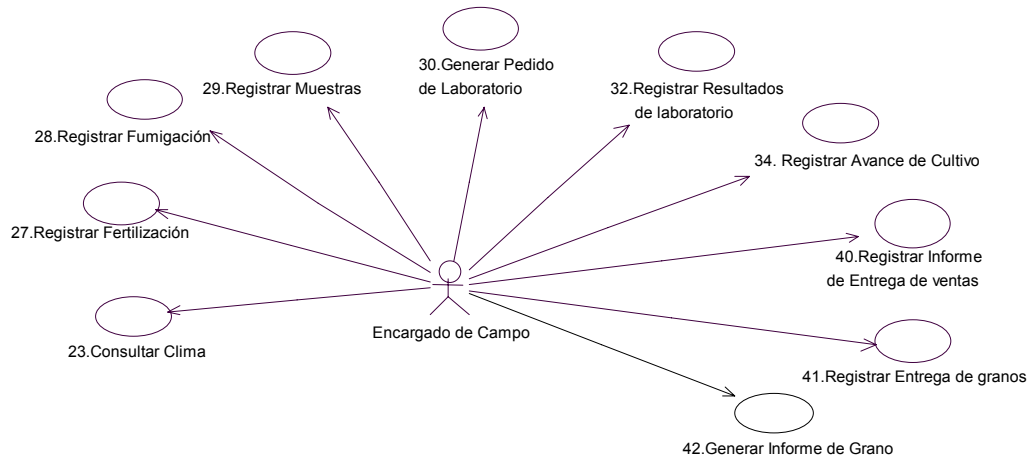 30.Generar Pedido
de Laboratorio
29.Registrar Muestras
32.Registrar Resultados
de laboratorio
28.Registrar Fumigación
34. Registrar Avance de Cultivo
27.Registrar Fertilización
40.Registrar Informe
de Entrega de ventas
Encargado de Campo
23.Consultar Clima
41.Registrar Entrega de granos
42.Generar Informe de Grano